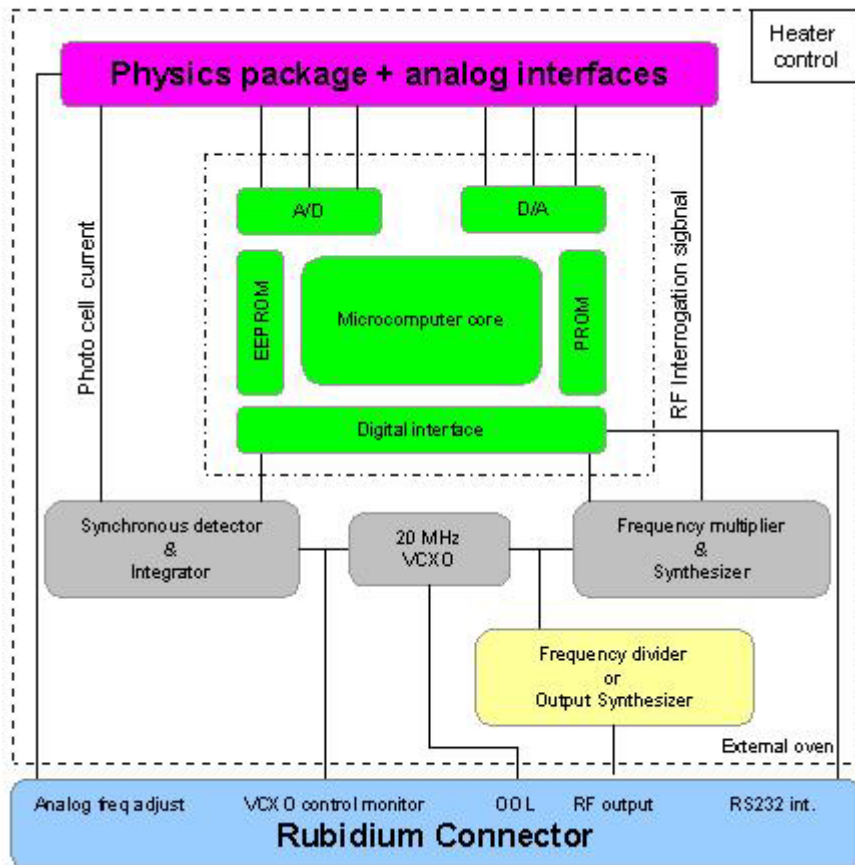 Heater
control
Physics package + analog interfaces
A/D
D/A
Photo cell current
EEPROM
Microcomputer core
PROM
RF Interrogation sigbnal
Digital interface
Synchronous detector
&
Integrator
20 MHz
VCXO
Frequency multiplier
&
Synthesizer
Frequency divider
or
Output Synthesizer
External oven
Analog freq adjust
VCXO control monitor
OOL
RF output
RS232 int.
Rubidium Connector